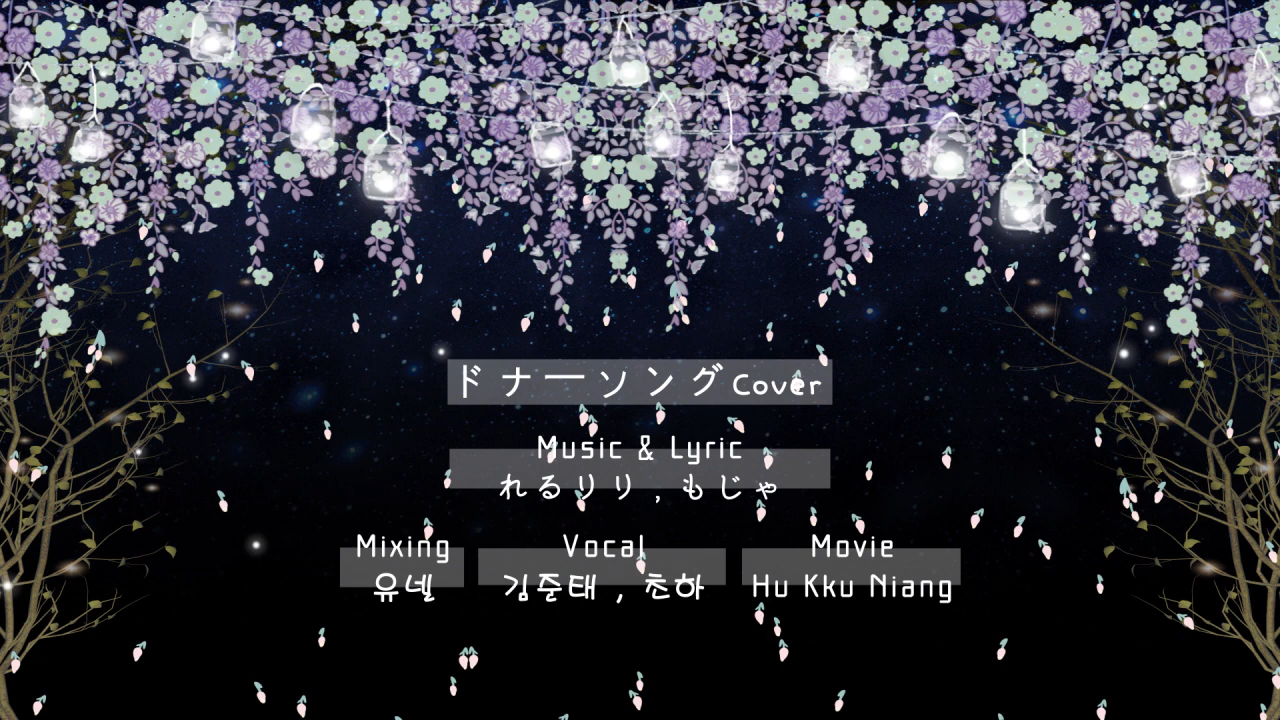 ドナーソングCover
Music & Lyric
れるりり , もじゃ
Mixing
유넬
Vocal
김준태 , 초하
Movie
Hu Kku Niang